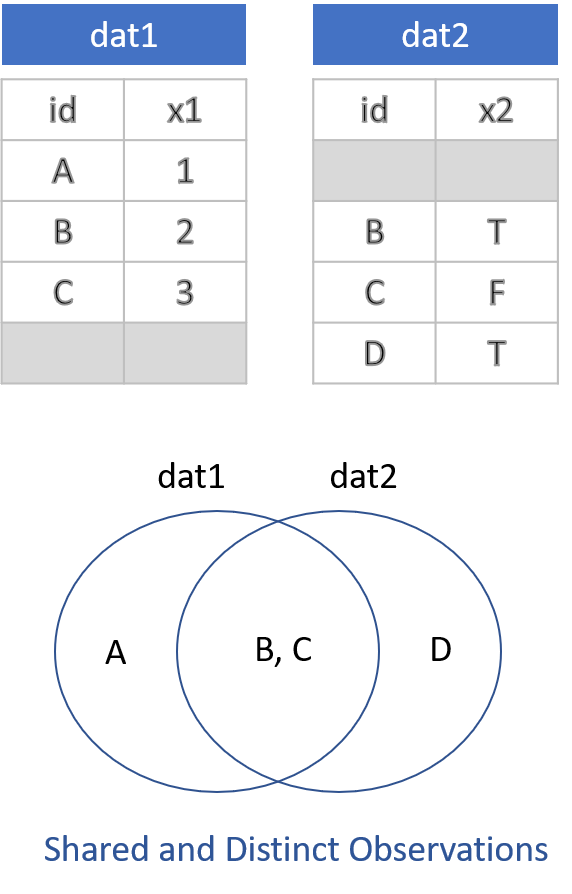 dat1 dat2
id x1 id x2
A 1
B 2 B T
C 3 C F
D T
dat1 dat2
A B, C D
Shared and Distinct Observations